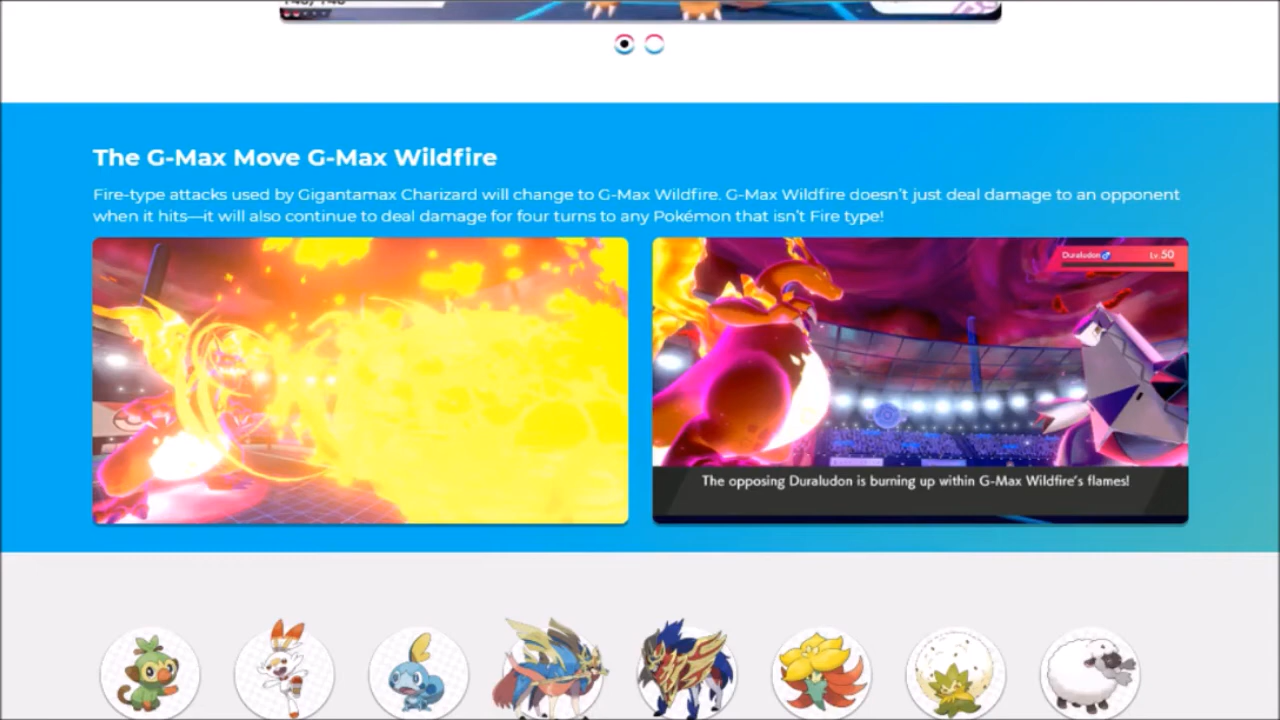 The G-Max Move G-Max Wildfire
Fire-type attacks used by Gigantamax Charizard will change to G-Max Wildfire. G-Max Wildfire doesn't just deal damage to an opponent
when it hits—it will also continue to deal damage for four turns to any Pokémon that isn't Fire type!
Duraludon♂ Lv.50
The opposing Duraludon is burning up within G-Max Wildfire's flames!